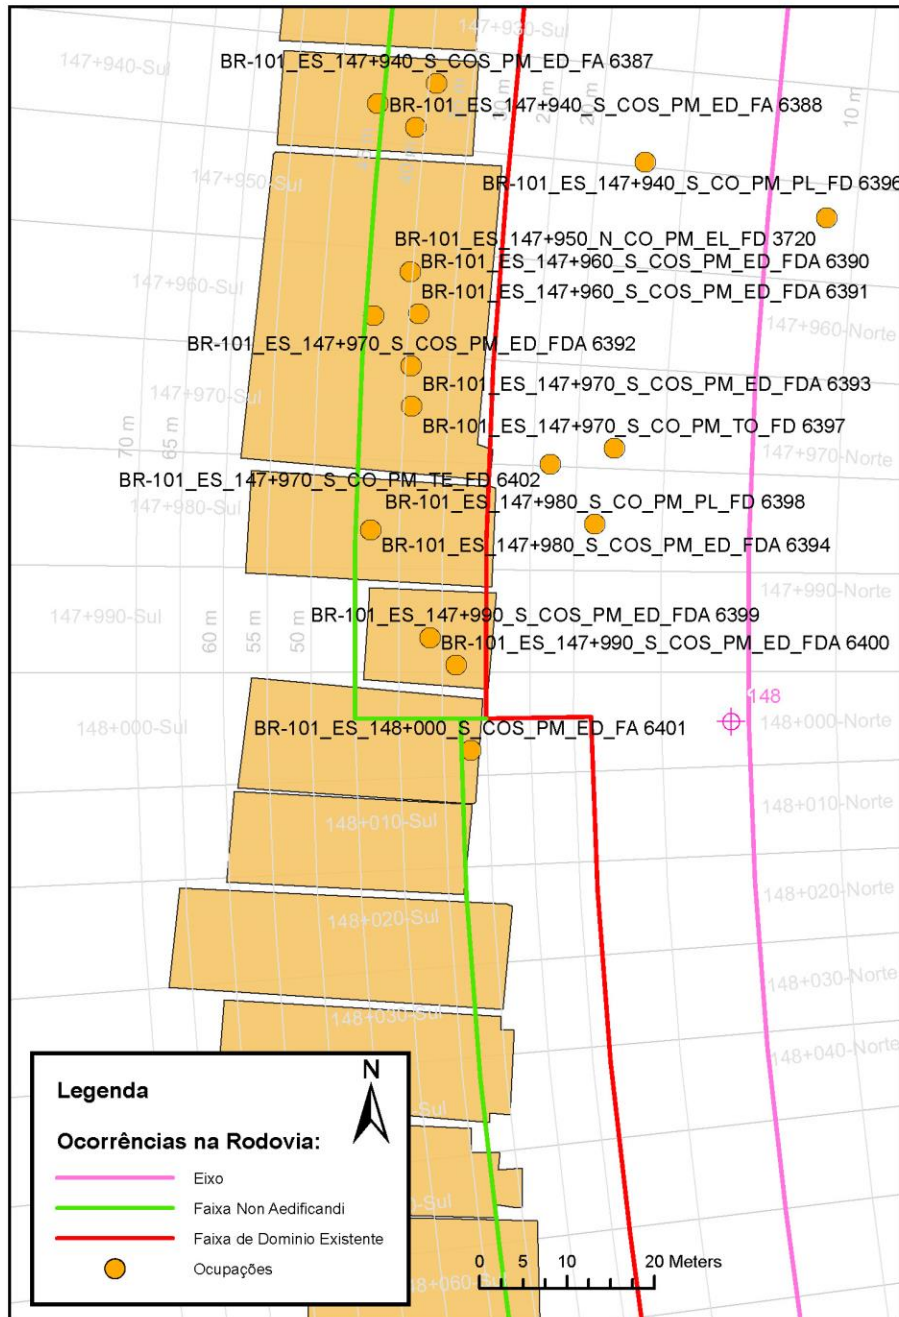 147+930-Sul
147+940-Sul
BR-101_ES_147+940_S_COS_PM_ED_FA 6387
BR-101_ES_147+940_S_COS_PM_ED_FA 6388
20 m
10 m
147+950-Sul
BR-101_ES_147+940_S_CO_PM_PL_FD 6396
BR-101_ES_147+950_N_CO_PM_EL_FD 3720
BR-101_ES_147+960_S_COS_PM_ED_FDA 6390
147+960-Sul
BR-101_ES_147+960_S_COS_PM_ED_FDA 6391
147+960-Norte
BR-101_ES_147+970_S_COS_PM_ED_FDA 6392
147+970-Sul
BR-101_ES_147+970_S_COS_PM_ED_FDA 6393
70 m
65 m
BR-101_ES_147+970_S_CO_PM_TO_FD 6397
147+970-Norte
BR-101_ES_147+970_S_CO_PM_TE_FD 6402
147+980-Sul
BR-101_ES_147+980_S_CO_PM_PL_FD 6398
BR-101_ES_147+980_S_COS_PM_ED_FDA 6394
147+990-Norte
147+990-Sul
BR-101_ES_147+990_S_COS_PM_ED_FDA 6399
60 m
55 m
50 m
BR-101_ES_147+990_S_COS_PM_ED_FDA 6400
148
148+000-Sul
BR-101_ES_148+000_S_COS_PM_ED_FA 6401
148+000-Norte
148+010-Sul
148+010-Norte
148+020-Sul
148+020-Norte
148+030-Sul
148+030-Norte
148+040-Norte
N
Legenda
Ocorrências na Rodovia:
Eixo
Faixa Non Aedificandi
Faixa de Dominio Existente
Ocupações
0 5 10 20 Meters
48+060-Sul